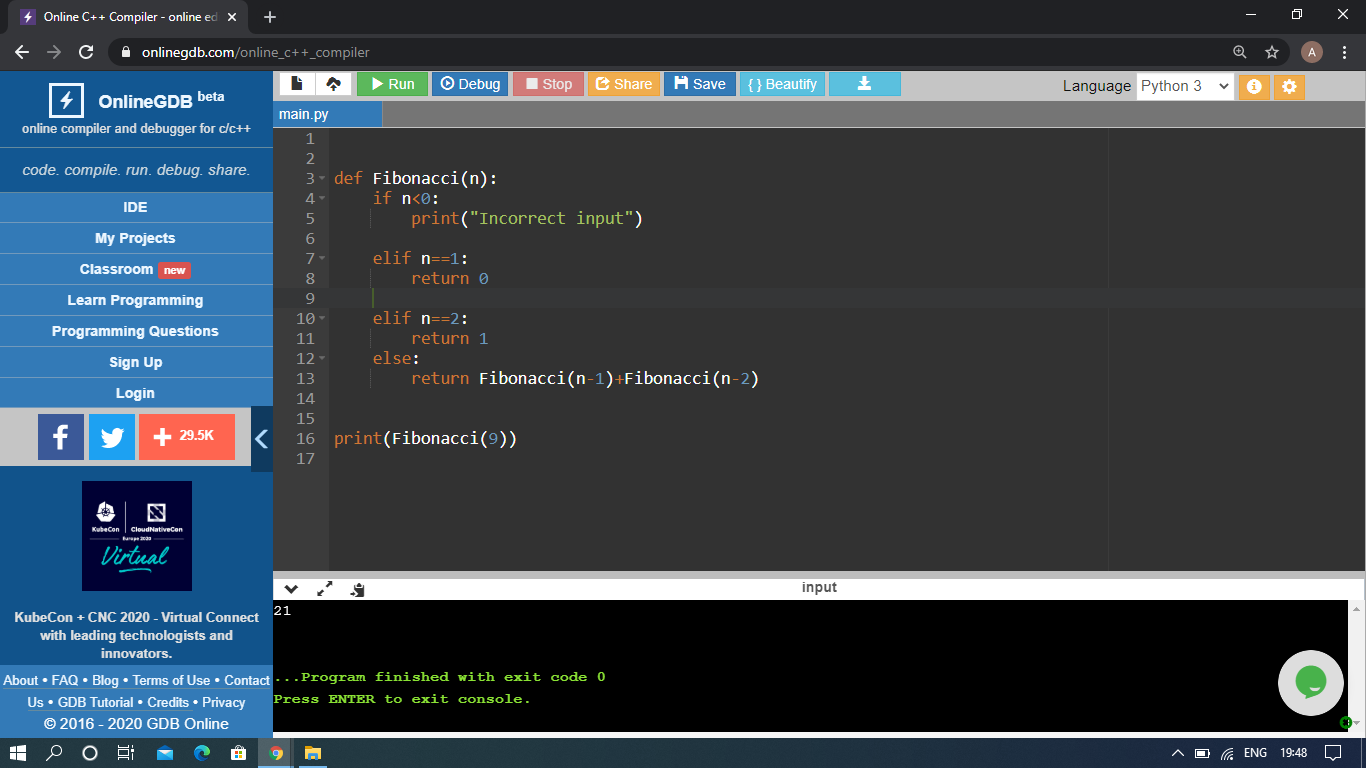 Online C++ Compiler - online ed
onlinegdb.com/online_c++_compiler
A
OnlineGDB beta
online compiler and debugger for c/c++
code. compile. run. debug. share.
IDE
My Projects
Classroom new
Learn Programming
Programming Questions
Sign Up
Login
29.5K
KubeCon CloudNativeCon
Europe 2020
Virtual
KubeCon + CNC 2020 - Virtual Connect
with leading technologists and
innovators.
About • FAQ • Blog • Terms of Use • Contact
Us • GDB Tutorial • Credits • Privacy
© 2016 - 2020 GDB Online
Run Debug Stop Share Save { } Beautify
Language Python 3
main.py
1
2
3 def Fibonacci(n):
4 if n<0:
5 print("Incorrect input")
6
7 elif n==1:
8 return 0
9
10 elif n==2:
11 return 1
12 else:
13 return Fibonacci(n-1)+Fibonacci(n-2)
14
15
16 print(Fibonacci(9))
17
input
21
...Program finished with exit code 0
Press ENTER to exit console.
ENG 19:48